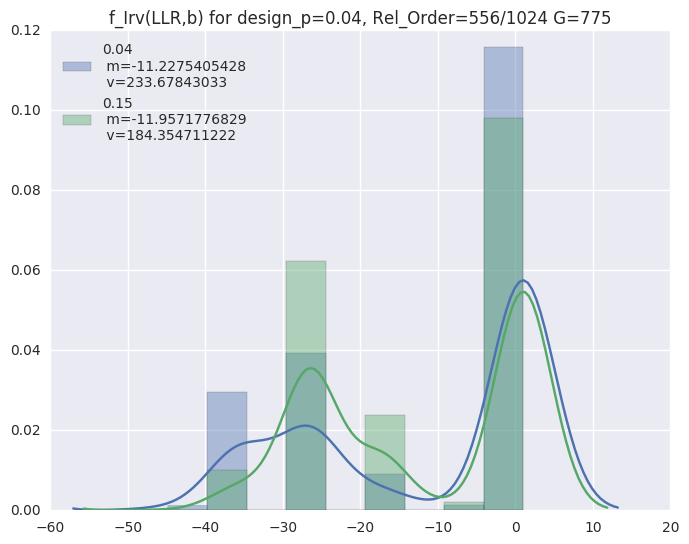 f_Irv(LLR,b) for design_p=0.04, Rel_Order=556/1024 G=775
0.04
m=-11.2275405428
v=233.67843033
0.15
m=-11.9571776829
v=184.354711222
0.12
0.10
0.08
0.06
0.04
0.02
0.00
−60 −50 −40 −30 −20 −10 0 10 20